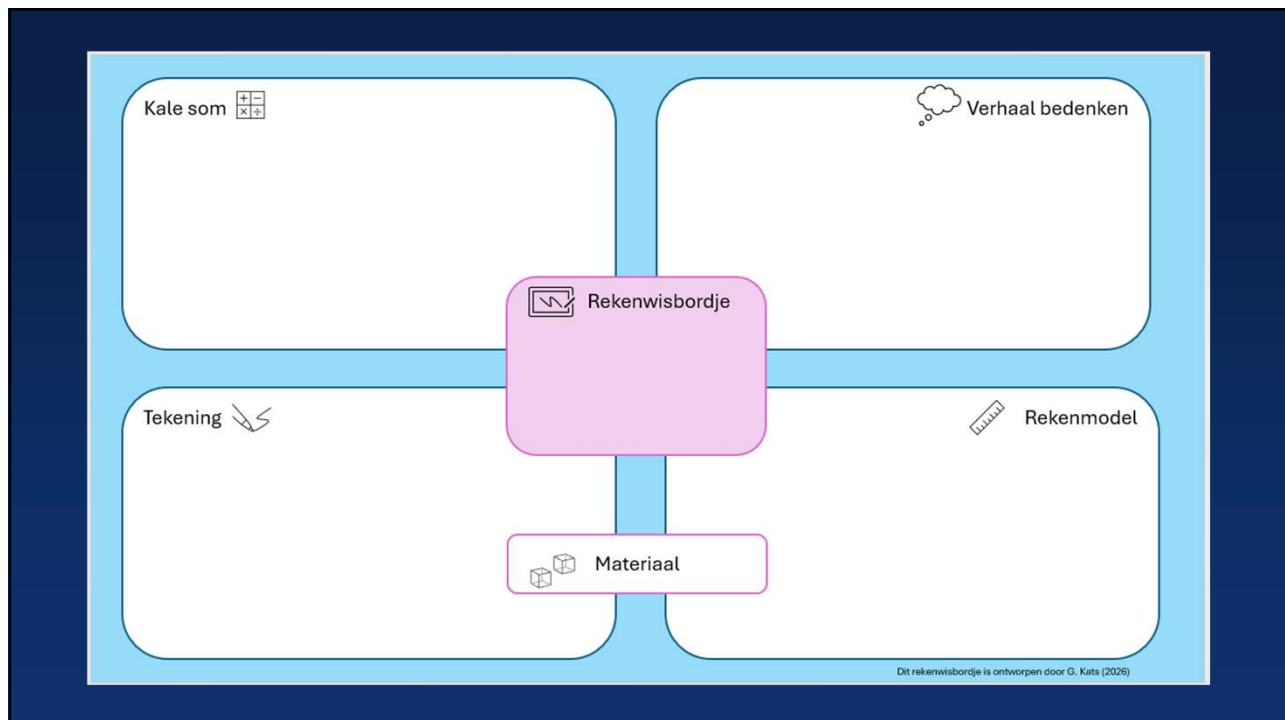 Kale som
Verhaal bedenken
Rekenwisbordje
Tekening
Rekenmodel
Materiaal
Dit rekenwisbordje is ontworpen door G. Kats (2026)